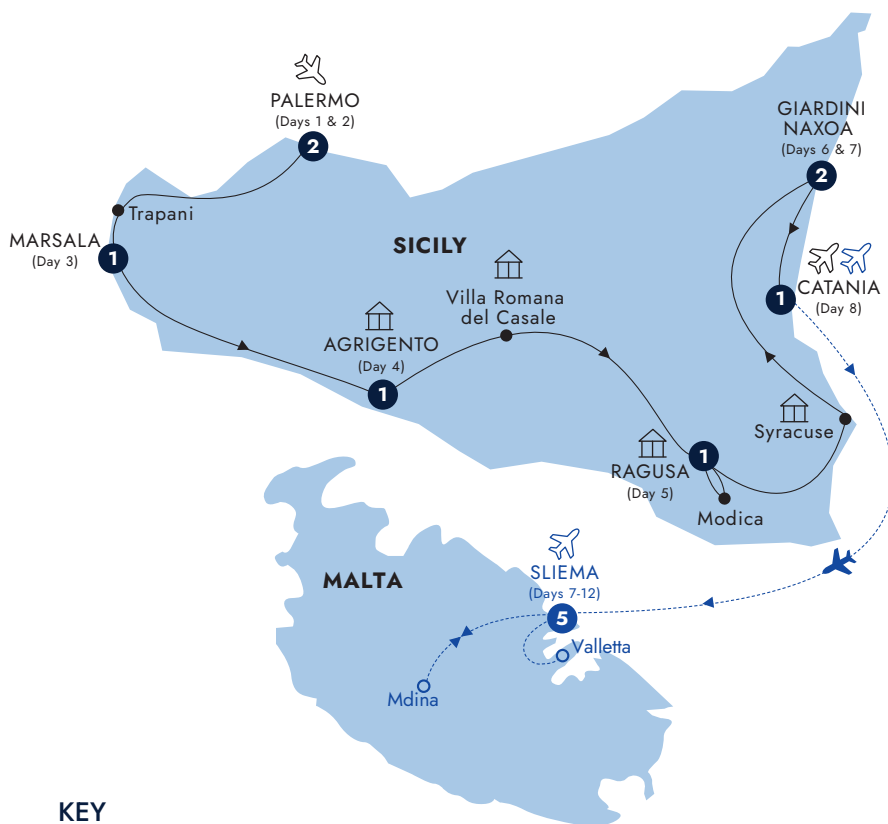 PALERMO
(Days 1 & 2)
2
GIARDINI
NAXOA
(Days 6 & 7)
2
Trapani
MARSALA
(Day 3)
1
SICILY
Villa Romana
del Casale
CATANIA
(Day 8)
1
AGRIGENTO
(Day 4)
1
Syracuse
RAGUSA
(Day 5)
1
Modica
MALTA
SLIEMA
(Days 7-12)
5
Valletta
Mdina
KEY